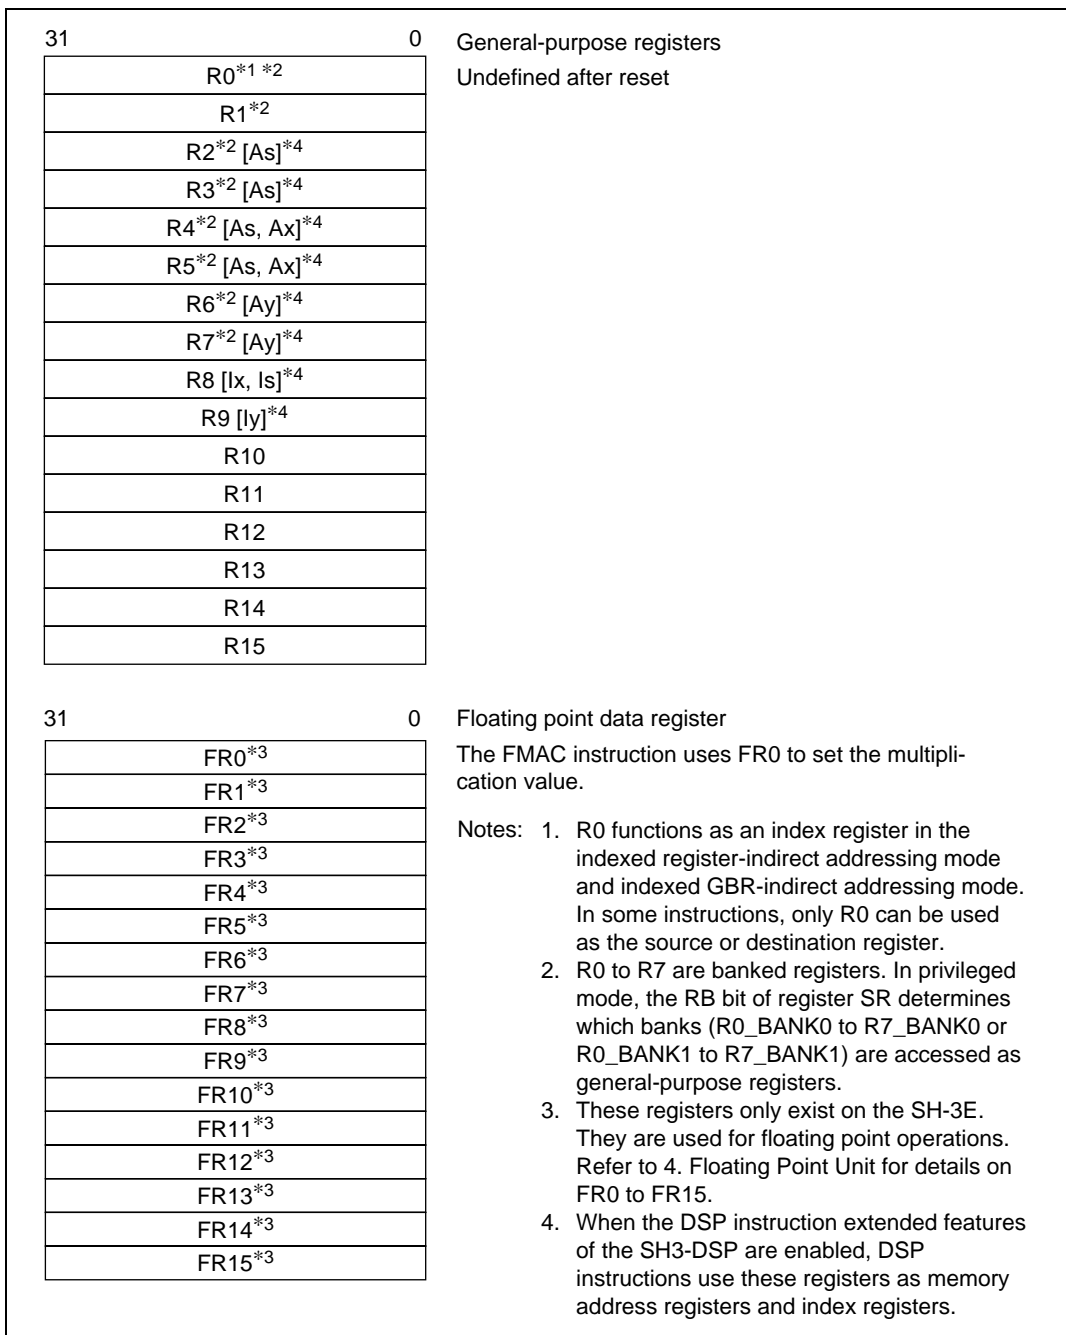 31 0 General-purpose registers
R0*1 *2 Undefined after reset
R1*2
R2*2 [As]*4
R3*2 [As]*4
R4*2 [As, Ax]*4
R5*2 [As, Ax]*4
R6*2 [Ay]*4
R7*2 [Ay]*4
R8 [Ix, Is]*4
R9 [Iy]*4
R10
R11
R12
R13
R14
R15
31 0 Floating point data register
FR0*3
FR1*3
FR2*3
FR3*3
FR4*3
FR5*3
FR6*3
FR7*3
FR8*3
FR9*3
FR10*3
FR11*3
FR12*3
FR13*3
FR14*3
FR15*3
The FMAC instruction uses FR0 to set the multipli-
cation value.
Notes: 1. R0 functions as an index register in the
indexed register-indirect addressing mode
and indexed GBR-indirect addressing mode.
In some instructions, only R0 can be used
as the source or destination register.
2. R0 to R7 are banked registers. In privileged
mode, the RB bit of register SR determines
which banks (R0_BANK0 to R7_BANK0 or
R0_BANK1 to R7_BANK1) are accessed as
general-purpose registers.
3. These registers only exist on the SH-3E.
They are used for floating point operations.
Refer to 4. Floating Point Unit for details on
FR0 to FR15.
4. When the DSP instruction extended features
of the SH3-DSP are enabled, DSP
instructions use these registers as memory
address registers and index registers.